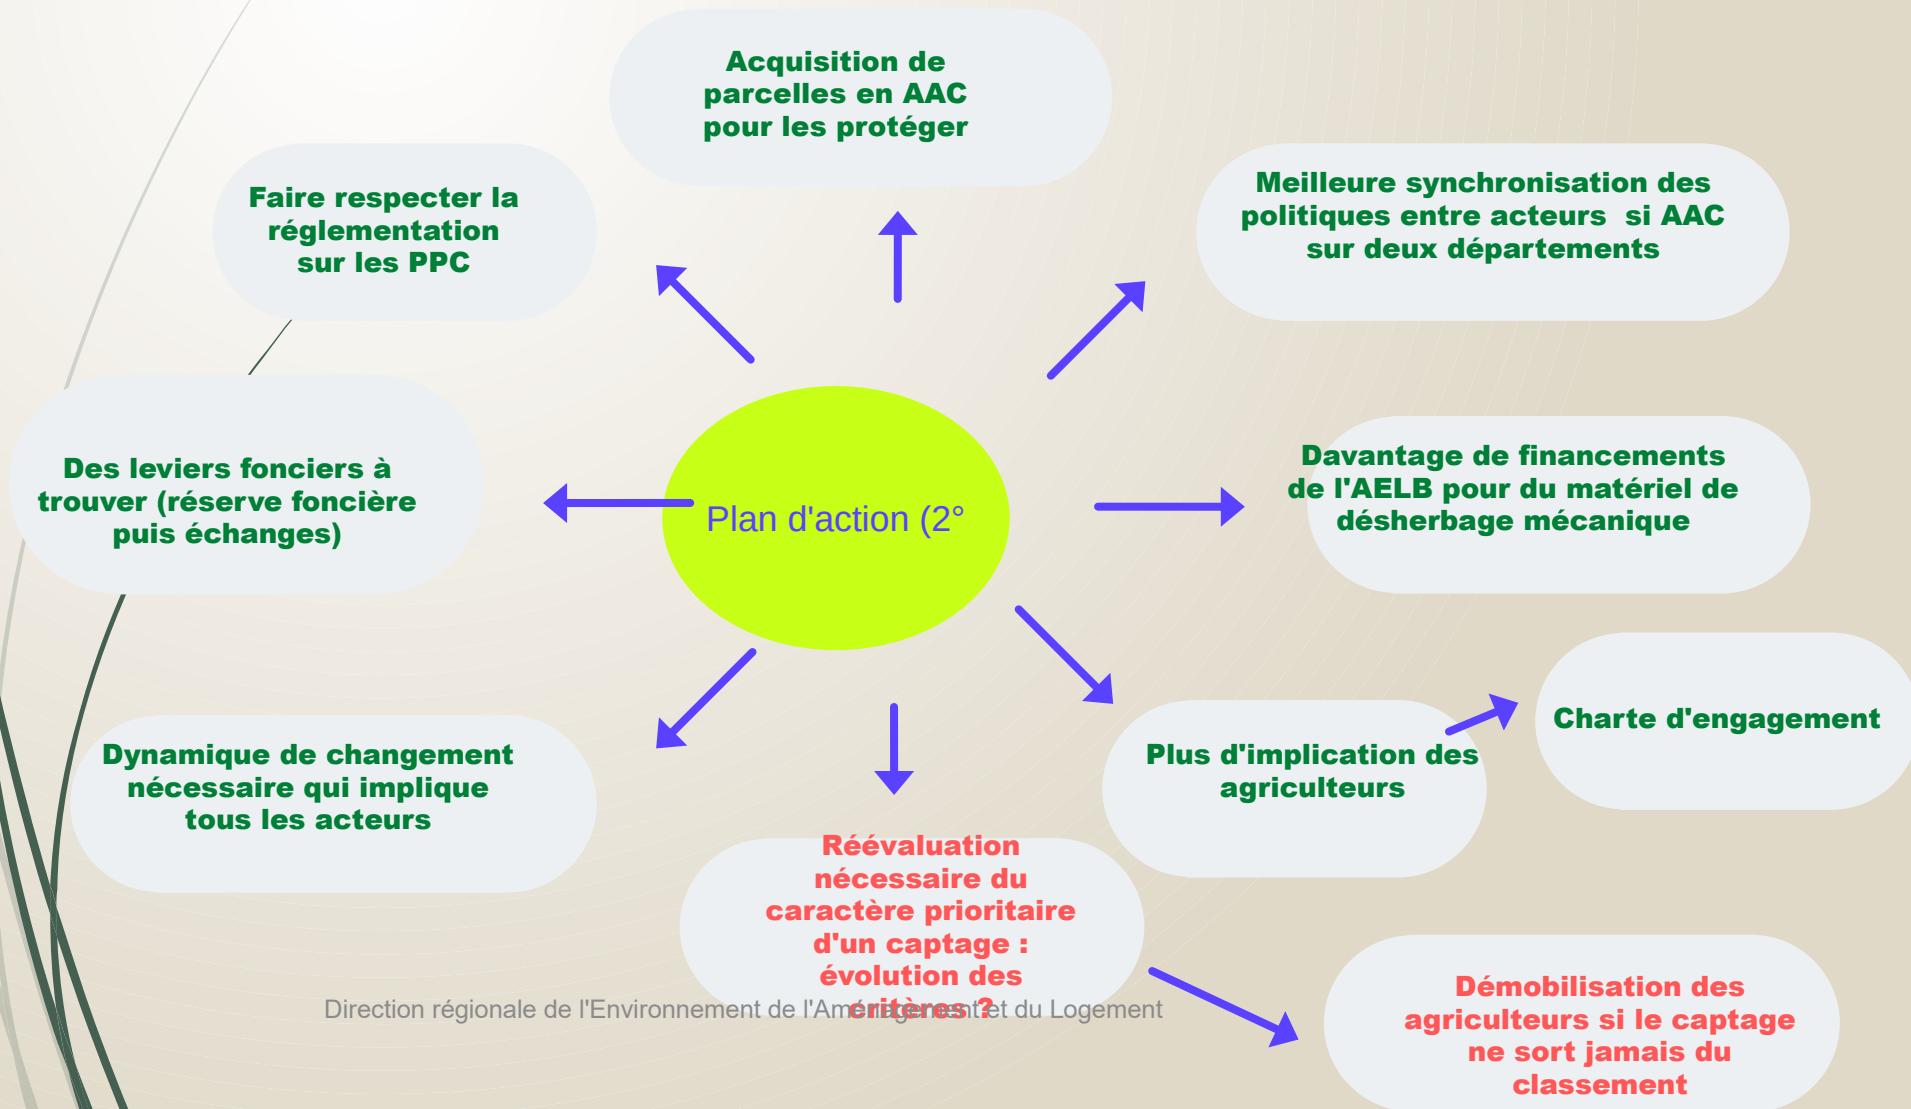 Acquisition de
parcelles en AAC
pour les protéger
Faire respecter la
réglementation
sur les PPC
Meilleure synchronisation des
politiques entre acteurs si AAC
sur deux départements
Des leviers fonciers à
trouver (réserve foncière
puis échanges)
Plan d'action (2°
Davantage de financements
de l'AELB pour du matériel de
désherbage mécanique
Dynamique de changement
nécessaire qui implique
tous les acteurs
Plus d'implication des
agriculteurs
Charte d'engagement
Réévaluation
nécessaire du
caractère prioritaire
d'un captage :
évolution des
critères ?
Démobilisation des
agriculteurs si le captage
ne sort jamais du
classement
Direction régionale de l'Environnement de l'Aménagement et du Logement